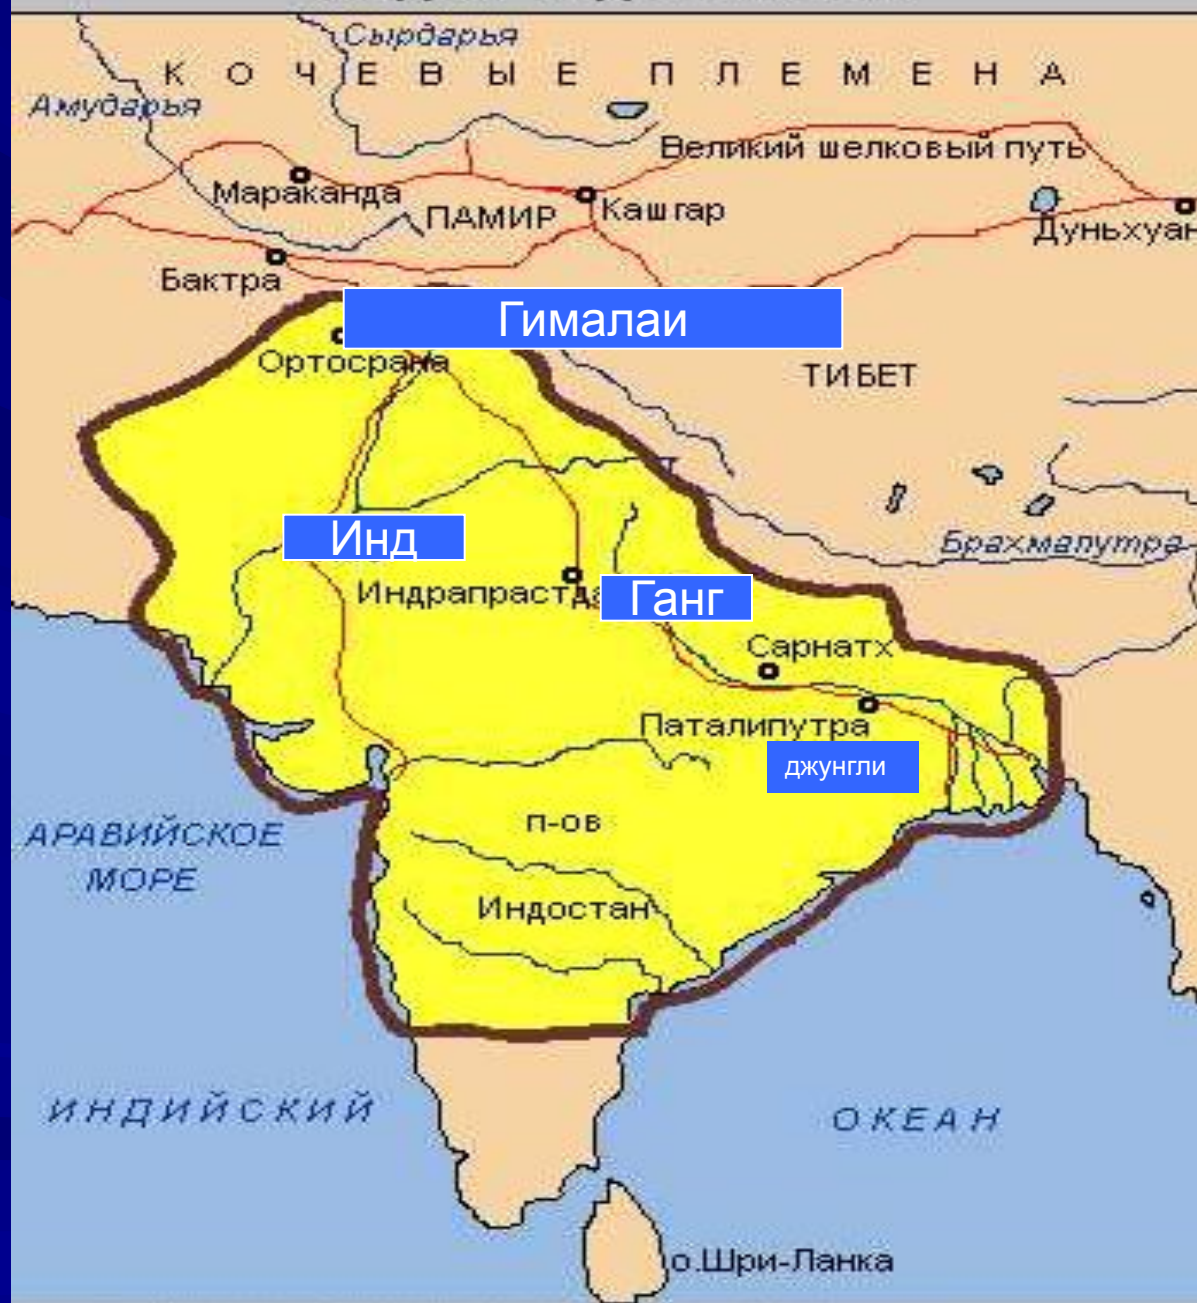 Сырдарья
КОЧЕВЫЕ ПЛЕМЕНА
Амударья
Великий шелковый путь
Мараканда
ПАМИР
Кашгар
Дуньхуан
Бактра
Гималаи
Ортосрана
ТИБЕТ
Инд
Брахмапутра
Индрапрастда
Ганг
Сарнатх
Паталипутра
джунгли
АРАВИЙСКОЕ
МОРЕ
п-ов
Индостан
ИНДИЙСКИЙ
ОКЕАН
о.Шри-Ланка